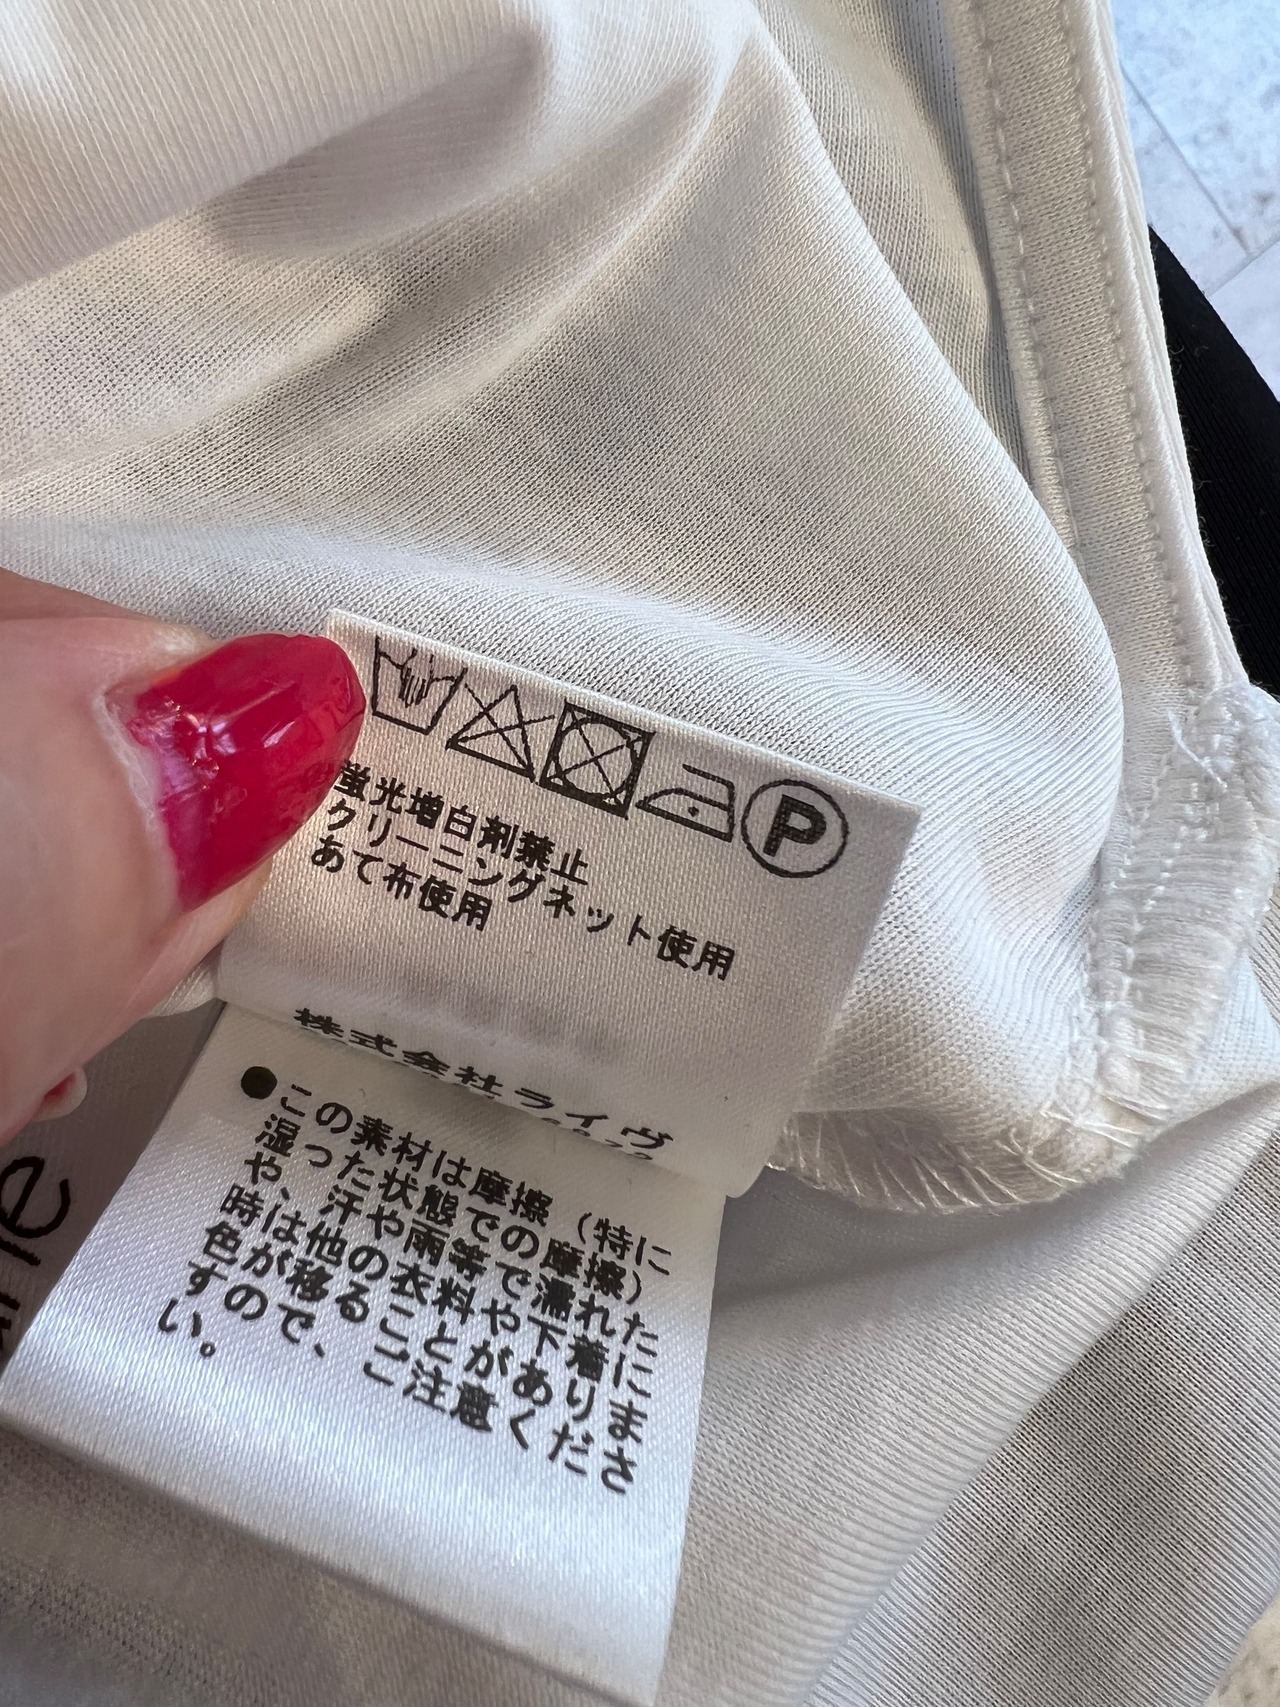 P
蛍光増白剤禁止
クリーニングネット使用
あて布使用
株式会社ライヴ
●この素材は摩擦（特に
湿った状態での摩擦）
や、汗や雨等で濡れた
時は他の衣料や下着に
色が移ることがありま
すので、ご注意くださ
い。